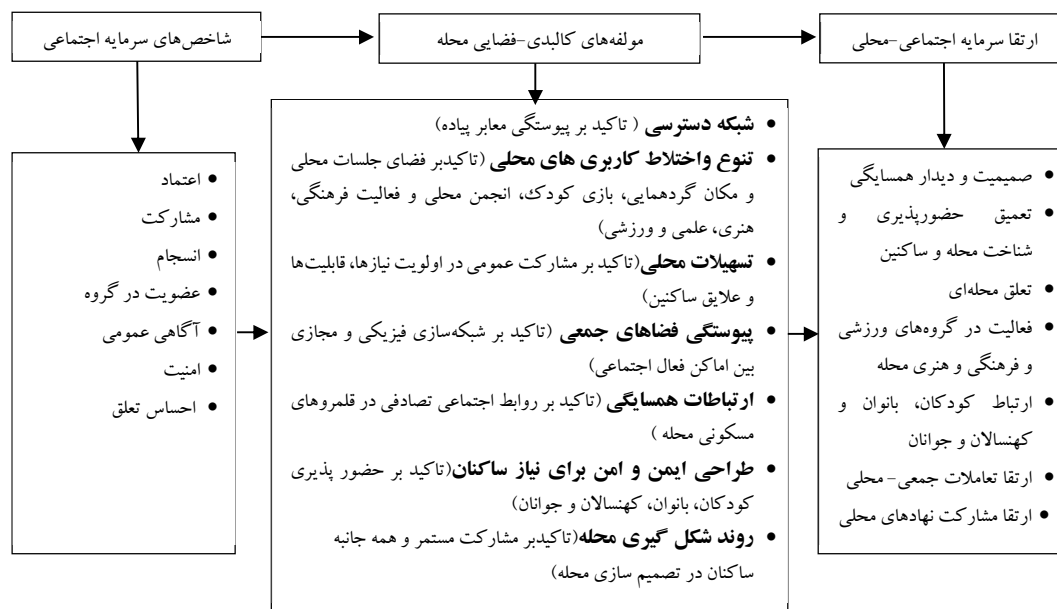 شاخص‌های سرمایه اجتماعی
مولفه‌های کالبدی-فضایی محله
ارتقا سرمایه اجتماعی-محلی
• اعتماد
• مشارکت
• انسجام
• عضویت در گروه
• آگاهی عمومی
• امنیت
• احساس تعلق
• شبکه دسترسی ( تاکید بر پیوستگی معابر پیاده)
• تنوع واختلاط کاربری های محلی (تاکیدبر فضای جلسات محلی
و مکان گردهمایی، بازی کودک، انجمن محلی و فعالیت فرهنگی،
هنری، علمی و ورزشی)
• تسهیلات محلی(تاکید بر مشارکت عمومی در اولویت نیازها، قابلیت‌ها
و علایق ساکنین)
• پیوستگی فضاهای جمعی (تاکید بر شبکه‌سازی فیزیکی و مجازی
بین اماکن فعال اجتماعی)
• ارتباطات همسایگی (تاکید بر روابط اجتماعی تصادفی در قلمروهای
مسکونی محله )
• طراحی ایمن و امن برای نیاز ساکنان(تاکید بر حضور پذیری
کودکان، بانوان، کهنسالان و جوانان)
• روند شکل گیری محله(تاکیدبر مشارکت مستمر و همه جانبه
ساکنان در تصمیم سازی محله)
• صمیمیت و دیدار همسایگی
• تعمیق حضورپذیری و
شناخت محله و ساکنین
• تعلق محله‌ای
• فعالیت در گروه‌های ورزشی
و فرهنگی و هنری محله
• ارتباط کودکان، بانوان و
کهنسالان و جوانان
• ارتقا تعاملات جمعی- محلی
• ارتقا مشارکت نهادهای محلی